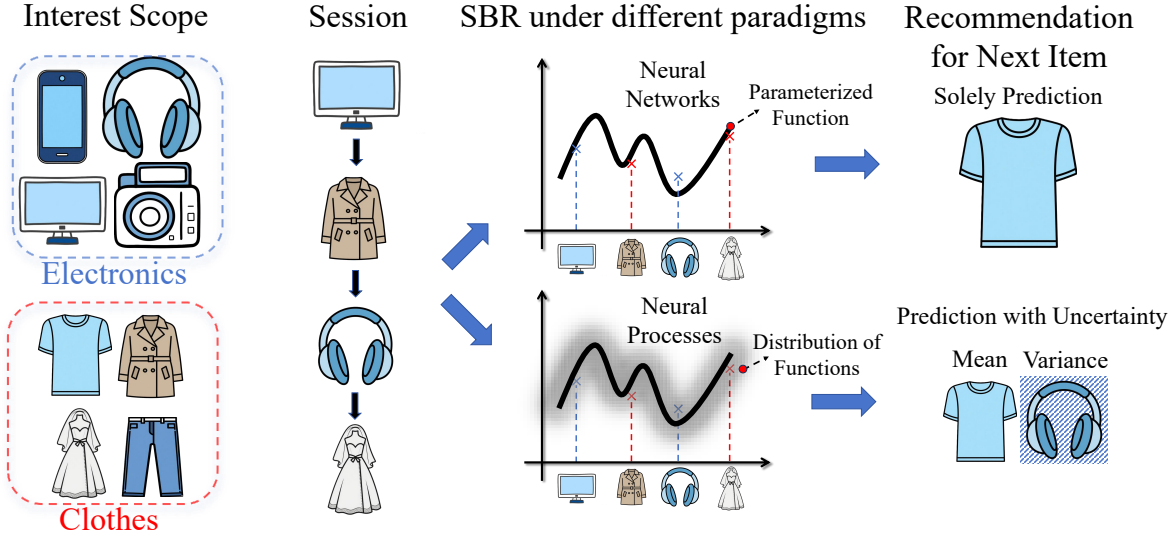 Interest Scope
Session
SBR under different paradigms
Recommendation
for Next Item
Electronics
Clothes
Neural
Networks
Parameterized
Function
Solely Prediction
Neural
Processes
Distribution of
Functions
Prediction with Uncertainty
Mean
Variance